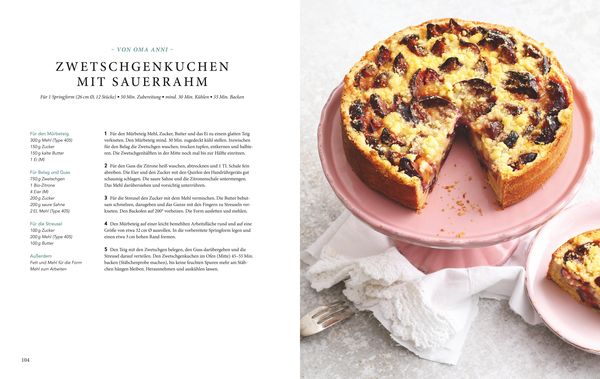 - VON OMA ANNI -
ZWETSCHGENKUCHEN
MIT SAUERRAHM
Für 1 Springform (26 cm Ø, 12 Stücke) • 50 Min. Zubereitung • mind. 30 Min. Kühlen • 55 Min. Backen
Für den Mürbeteig
300 g Mehl (Type 405)
150 g Zucker
150 g kalte Butter
1 Ei (M)
Für Belag und Guss
750 g Zwetschgen
1 Bio-Zitrone
4 Eier (M)
200 g Zucker
200 g saure Sahne
2 EL Mehl (Type 405)
Für die Streusel
100 g Zucker
200 g Mehl (Type 405)
100 g Butter
Außerdem
Fett und Mehl für die Form
Mehl zum Arbeiten
1 Für den Mürbeteig Mehl, Zucker, Butter und das Ei zu einem glatten Teig
verkneten. Den Mürbeteig mind. 30 Min. zugedeckt kühl stellen. Inzwischen
für den Belag die Zwetschgen waschen, trocken tupfen, entkernen und halbie-
ren. Die Zwetschgenhälften in der Mitte noch mal bis zur Hälfte einritzen.
2 Für den Guss die Zitrone heiß waschen, abtrocknen und 1 TL Schale fein
abreiben. Die Eier und den Zucker mit den Quirlen des Handrührgeräts gut
schaumig schlagen. Die saure Sahne und die Zitronenschale untermengen.
Das Mehl darübersieben und vorsichtig unterrühren.
3 Für die Streusel den Zucker mit dem Mehl vermischen. Die Butter behut-
sam schmelzen, dazugeben und das Ganze mit den Fingern zu Streuseln ver-
kneten. Den Backofen auf 200° vorheizen. Die Form ausfetten und mehlen.
4 Den Mürbeteig auf einer leicht bemehlten Arbeitsfläche rund und auf eine
Größe von etwa 32 cm Ø ausrollen. In die vorbereitete Springform legen und
einen etwa 3 cm hohen Rand formen.
5 Den Teig mit den Zwetschgen belegen, den Guss darübergeben und die
Streusel darauf verteilen. Den Zwetschgenkuchen im Ofen (Mitte) 45–55 Min.
backen (Stäbchenprobe machen), bis keine feuchten Spuren mehr am Stäb-
chen hängen bleiben. Herausnehmen und auskühlen lassen.
104